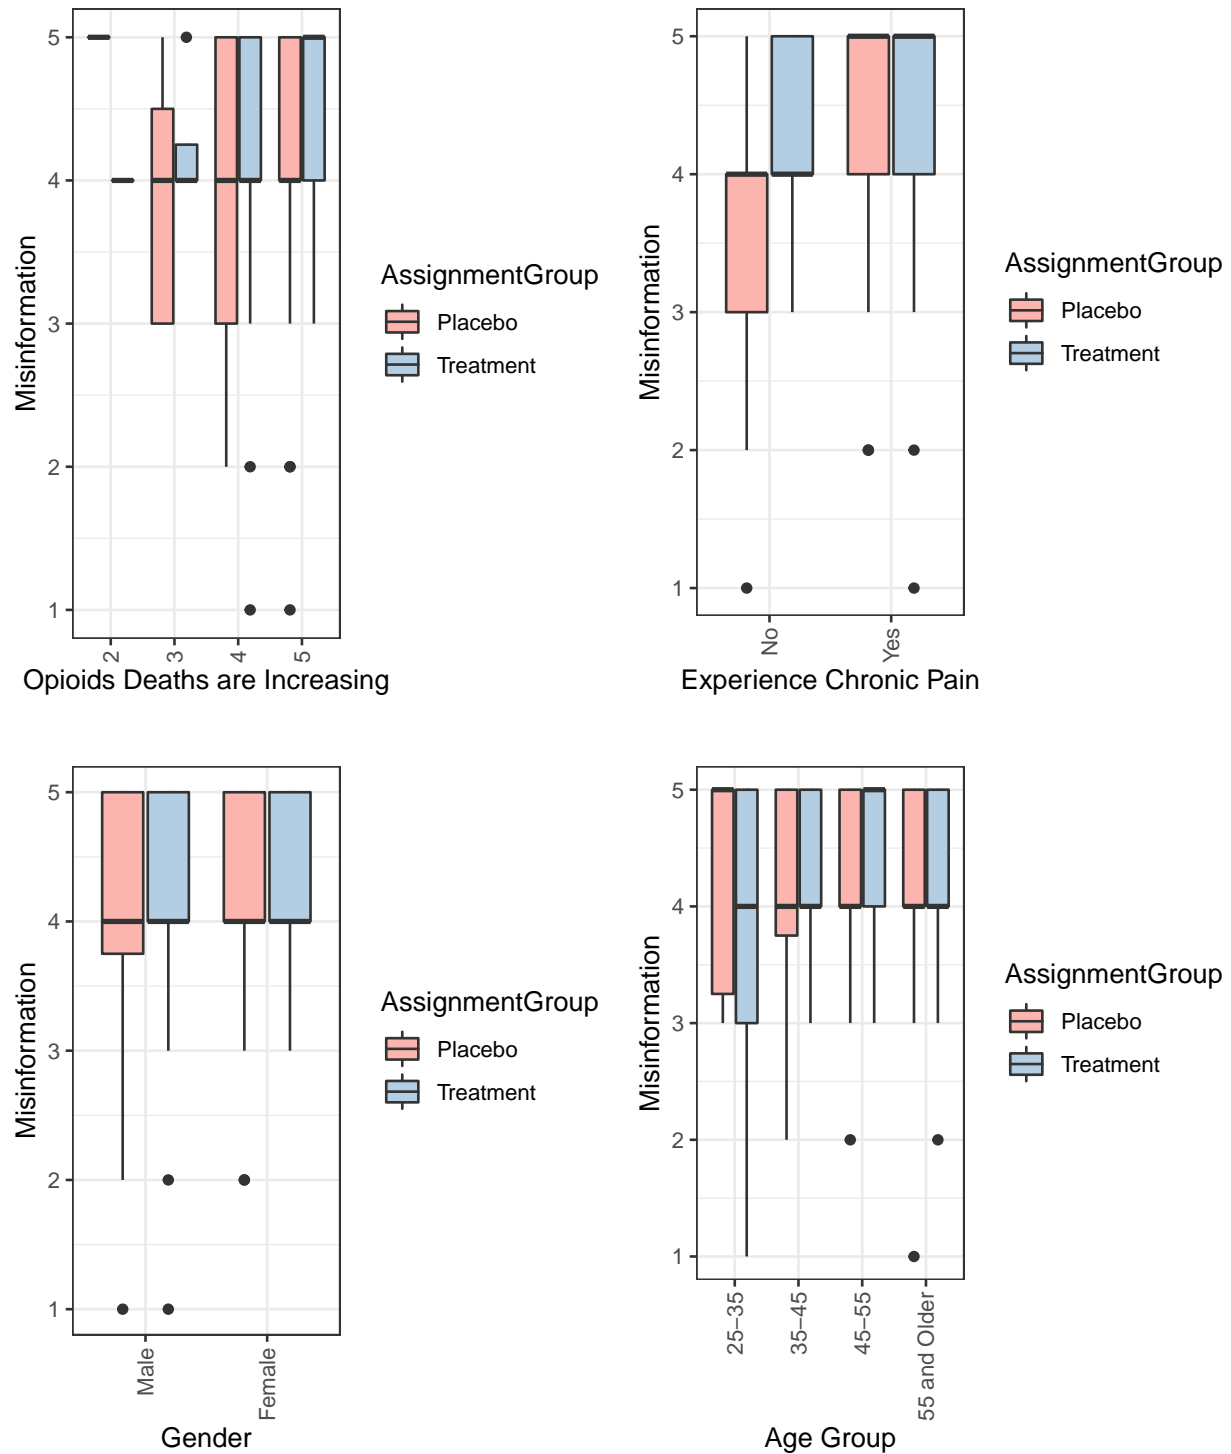 5
4
3
2
1
Misinformation
2
3
4
5
Opioids Deaths are Increasing
AssignmentGroup
Placebo
Treatment
5
4
3
2
1
Misinformation
No
Yes
Experience Chronic Pain
AssignmentGroup
Placebo
Treatment
5
4
3
2
1
Misinformation
Male
Female
Gender
AssignmentGroup
Placebo
Treatment
5
4
3
2
1
Misinformation
25–35
35–45
45–55
55 and Older
Age Group
AssignmentGroup
Placebo
Treatment